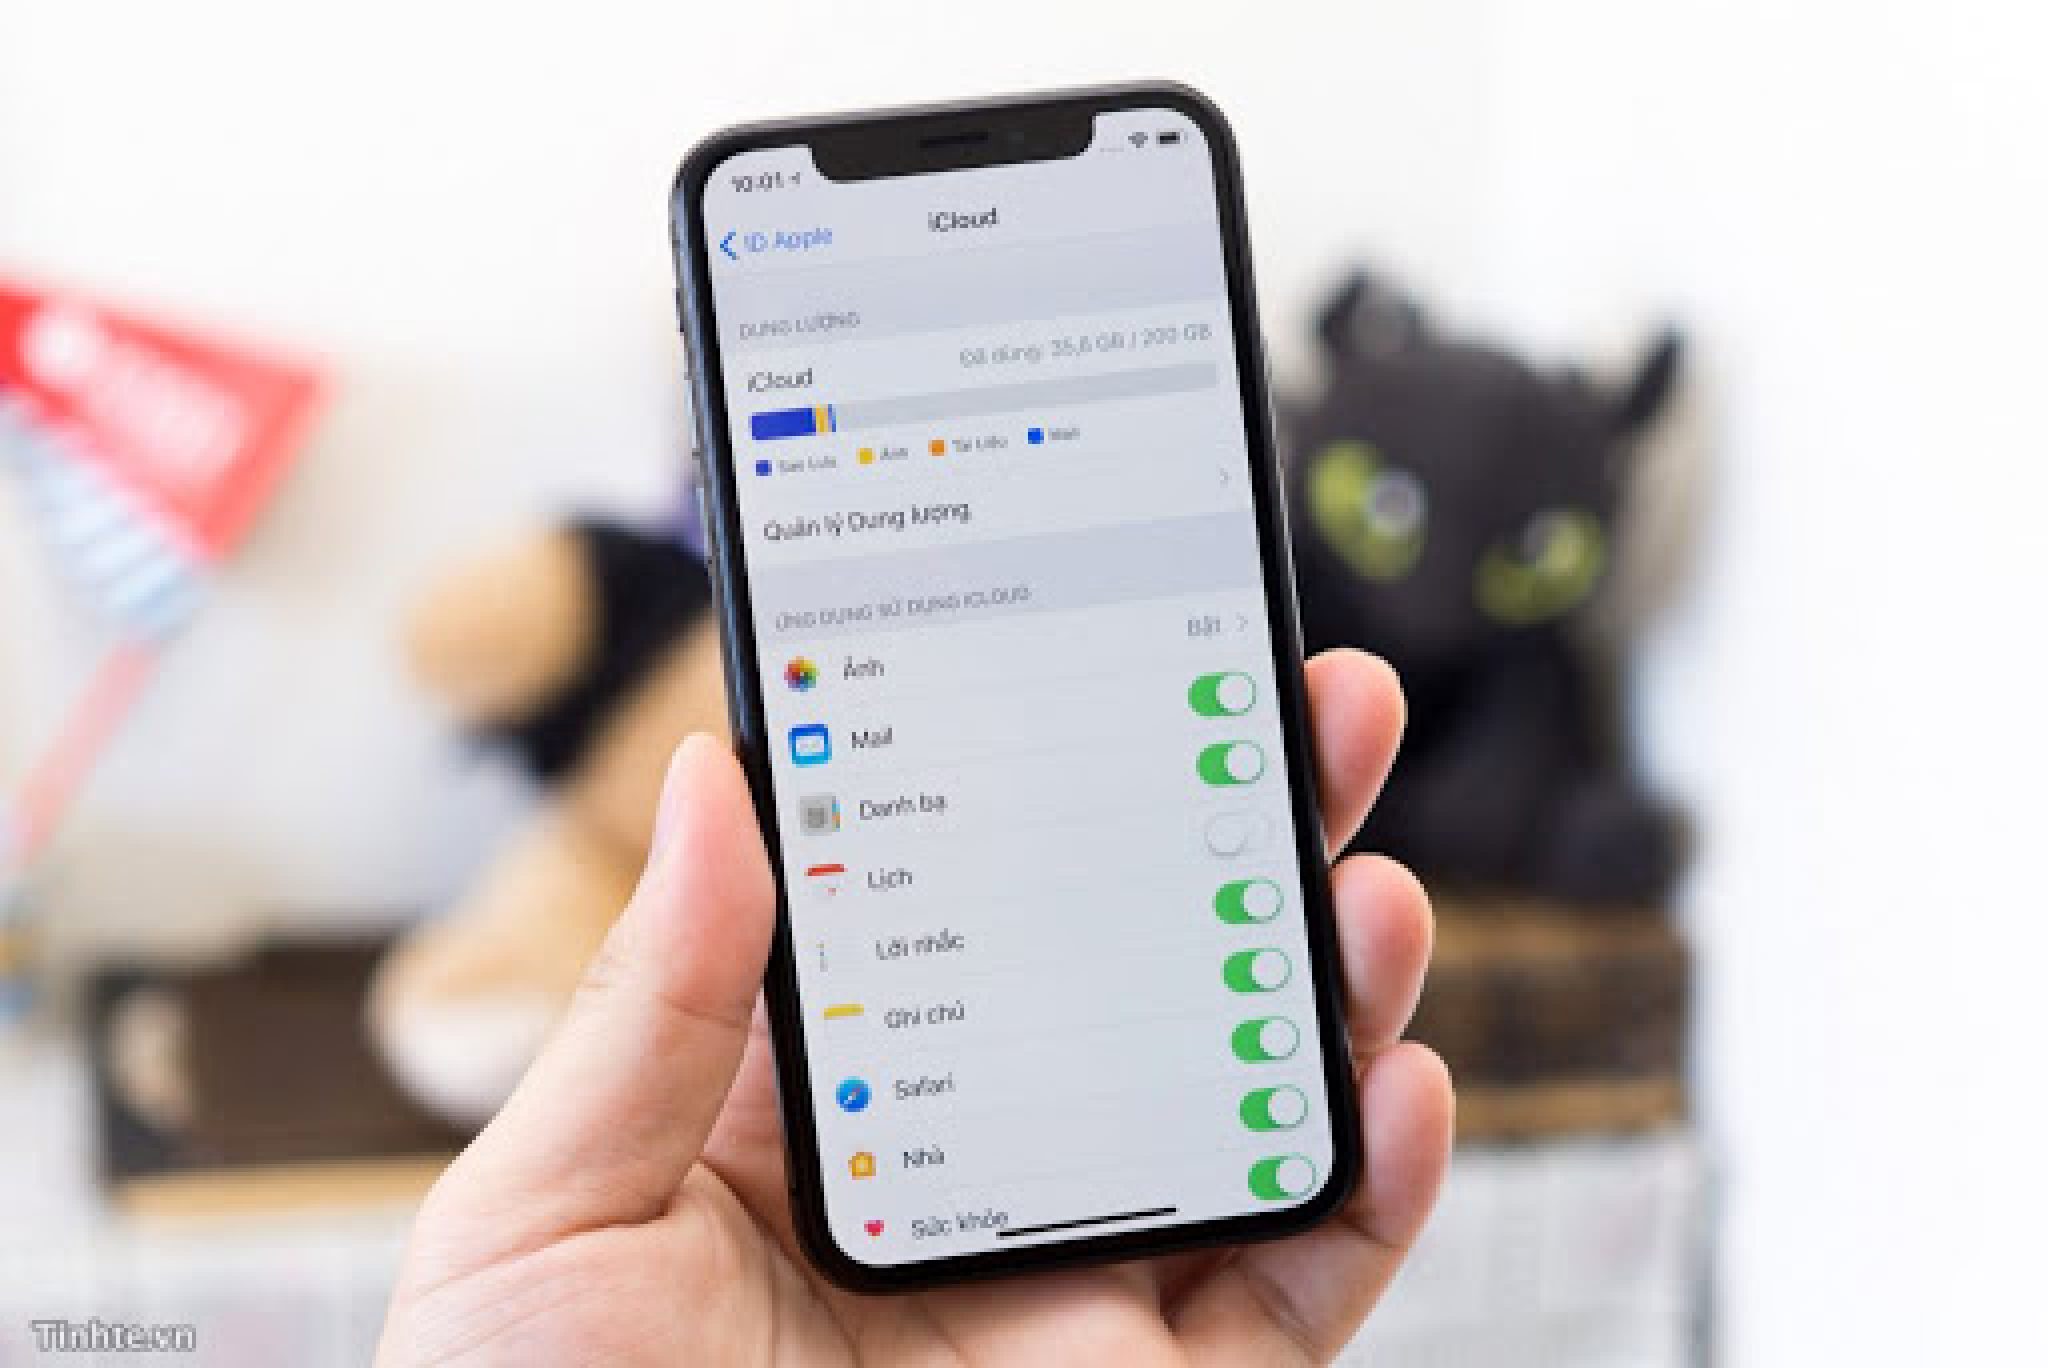 10:01
ID Apple
iCloud
DUNG LƯỢNG
iCloud
Đã dùng: 35,6 GB / 200 GB
Sao lưu Ảnh Tài liệu Mail
Quản lý Dung lượng
ỨNG DỤNG SỬ DỤNG ICLOUD
Ảnh Bật
Mail
Danh bạ
Lịch
Lời nhắc
Ghi chú
Safari
Nhà
Sức khỏe
Tinhte.vn